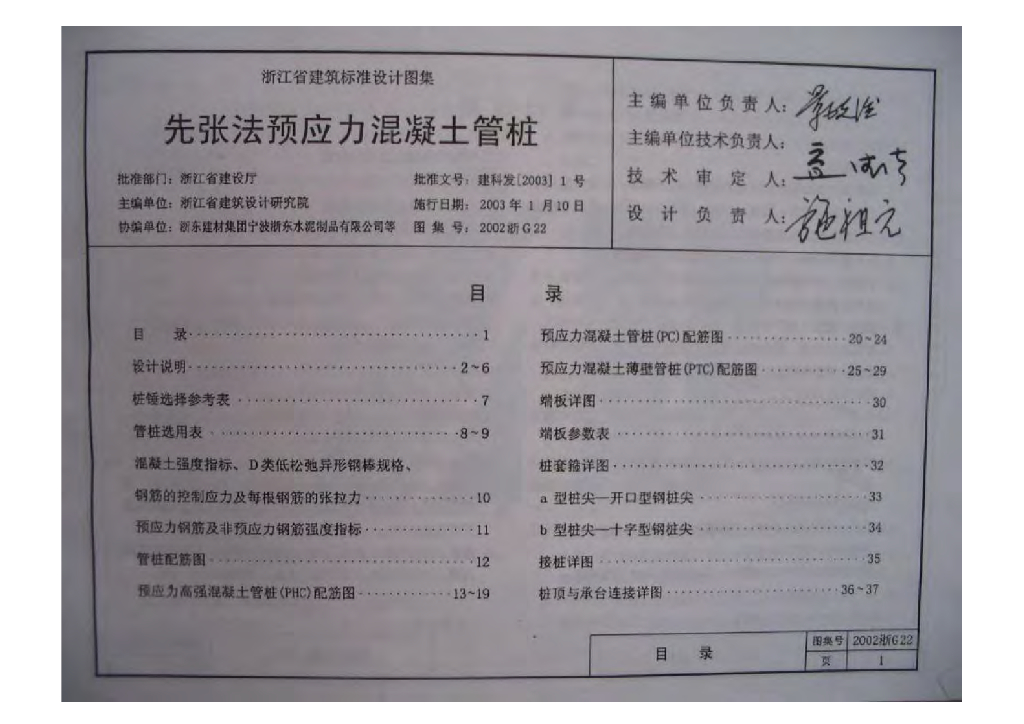 浙江省建筑标准设计图集
先张法预应力混凝土管桩
批准部门：浙江省建设厅
批准文号：建科发[2003] 1 号
主编单位：浙江省建筑设计研究院
施行日期：2003 年 1 月 10 日
协编单位：浙东建材集团宁波浙东水泥制品有限公司等
图 集 号：2002浙G22
主编单位负责人：
主编单位技术负责人：
技 术 审 定 人：
设 计 负 责 人：施祖元
目 录
目 录 1
设计说明 2~6
桩锤选择参考表 7
管桩选用表 8~9
混凝土强度指标、D类低松弛异形钢棒规格、
钢筋的控制应力及每根钢筋的张拉力 10
预应力钢筋及非预应力钢筋强度指标 11
管桩配筋图 12
预应力高强混凝土管桩(PHC)配筋图 13~19
预应力混凝土管桩(PC)配筋图 20~24
预应力混凝土薄壁管桩(PTC)配筋图 25~29
端板详图 30
端板参数表 31
桩套箍详图 32
a 型桩尖—开口型钢桩尖 33
b 型桩尖—十字型钢桩尖 34
接桩详图 35
桩顶与承台连接详图 36~37
目 录
图集号 2002浙G22
页 1